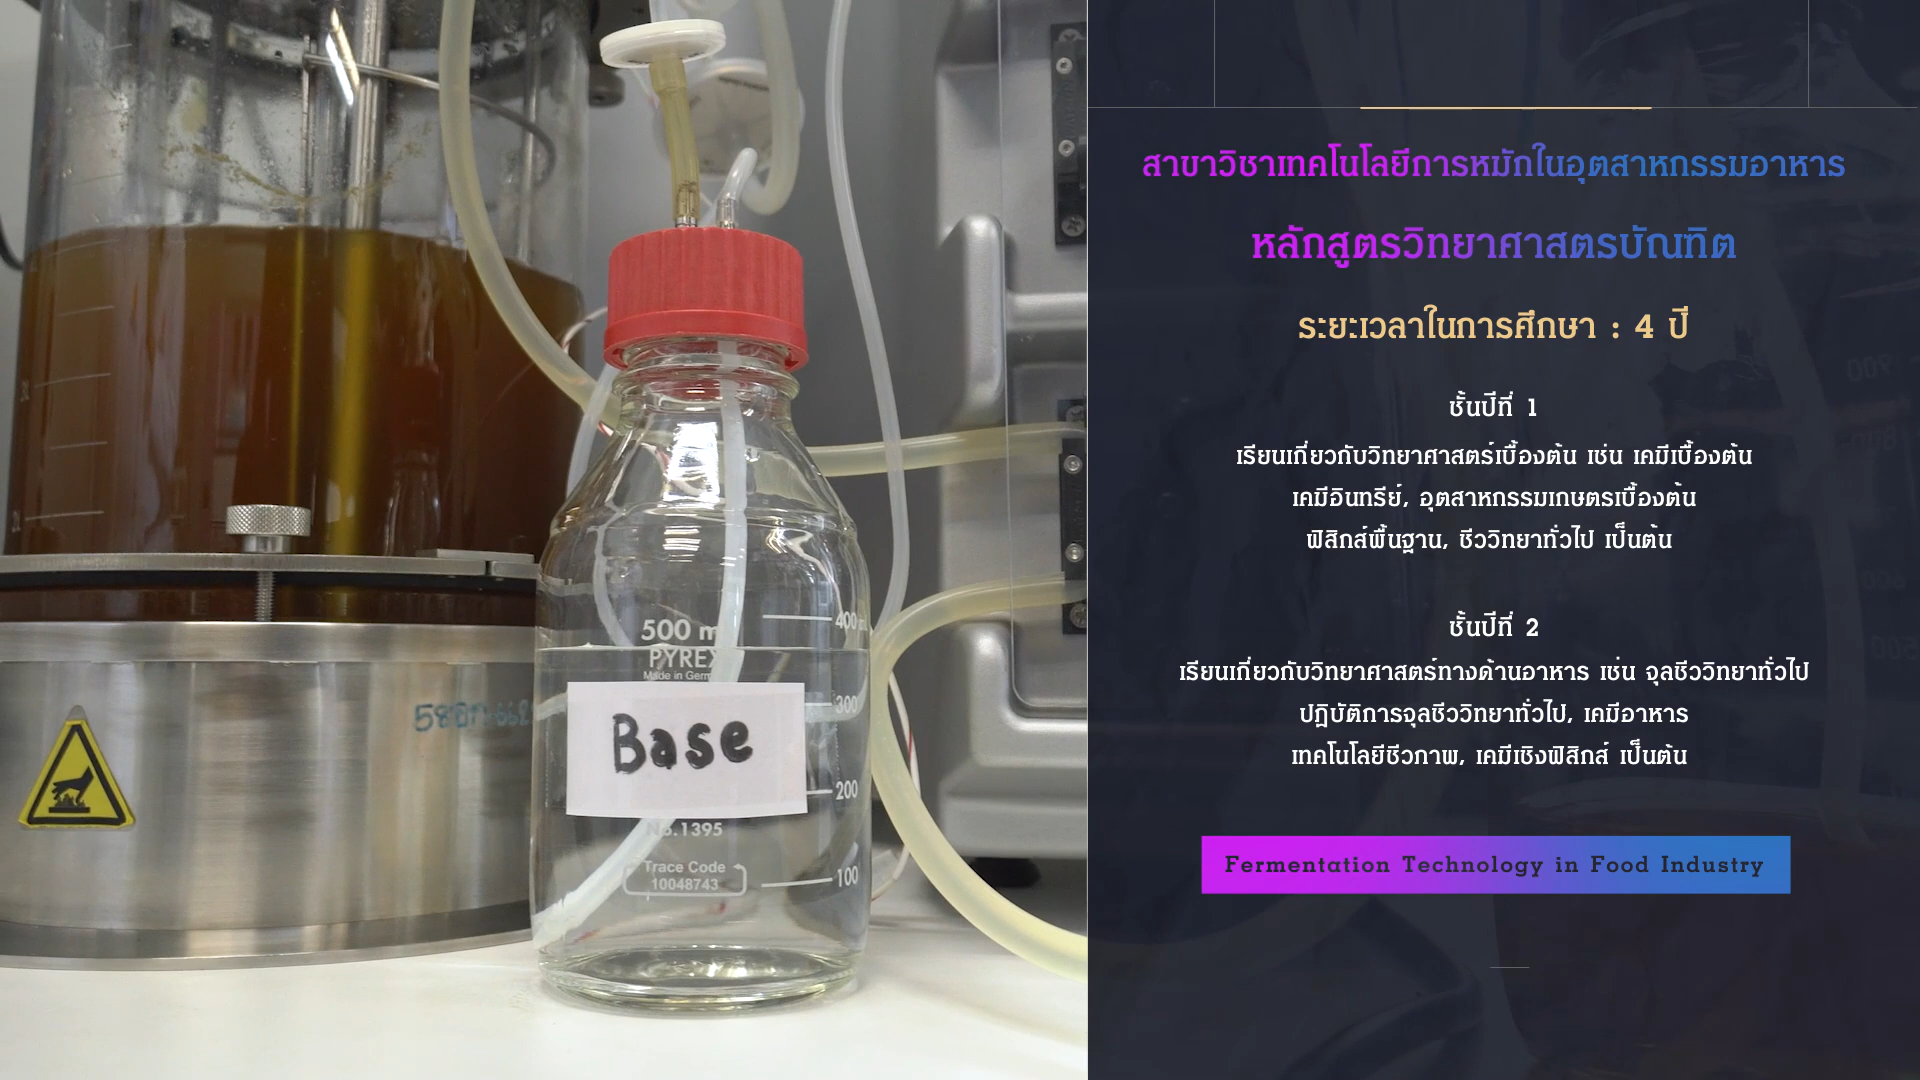 500 m
PYREX
Made in Germ
400
300
Base
200
No.1395
Trace Code
10048743
100
สาขาวิชาเทคโนโลยีการหมักในอุตสาหกรรมอาหาร
หลักสูตรวิทยาศาสตรบัณฑิต
ระยะเวลาในการศึกษา : 4 ปี
ชั้นปีที่ 1
เรียนเกี่ยวกับวิทยาศาสตร์เบื้องต้น เช่น เคมีเบื้องต้น
เคมีอินทรีย์, อุตสาหกรรมเกษตรเบื้องต้น
ฟิสิกส์พื้นฐาน, ชีววิทยาทั่วไป เป็นต้น
ชั้นปีที่ 2
เรียนเกี่ยวกับวิทยาศาสตร์ทางด้านอาหาร เช่น จุลชีววิทยาทั่วไป
ปฎิบัติการจุลชีววิทยาทั่วไป, เคมีอาหาร
เทคโนโลยีชีวภาพ, เคมีเชิงฟิสิกส์ เป็นต้น
Fermentation Technology in Food Industry